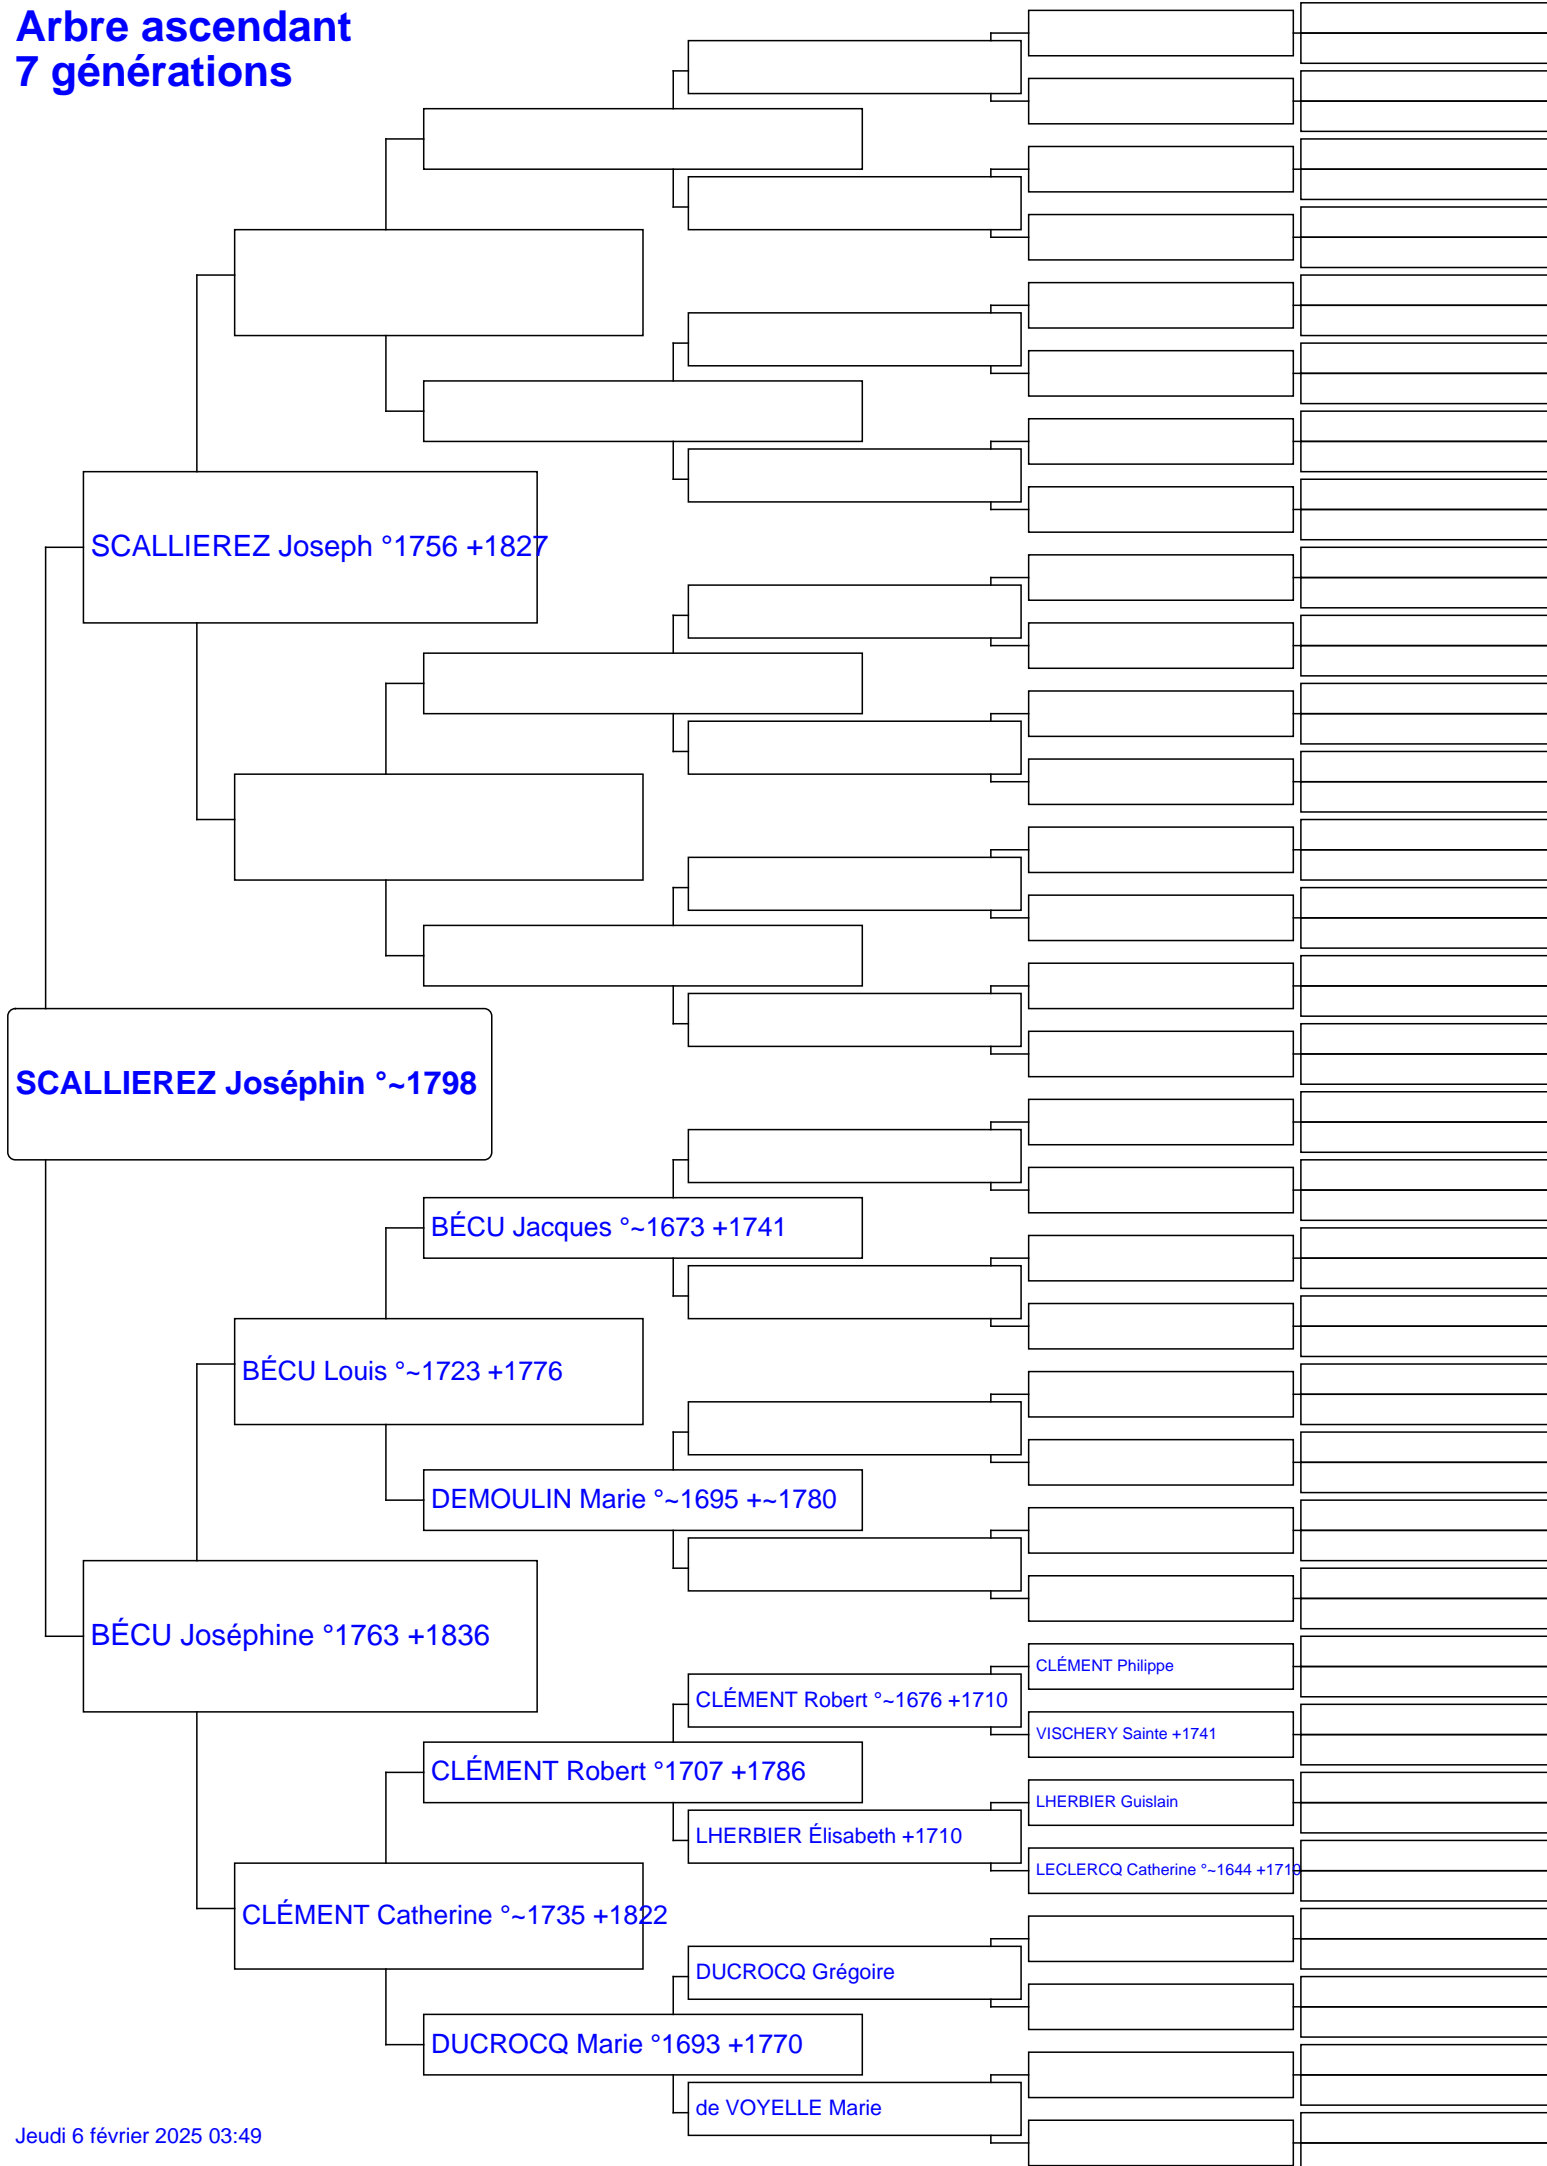 Arbre ascendant
7 générations
SCALLIEREZ Joseph °1756 +1827
SCALLIEREZ Joséphin °~1798
BÉCU Jacques °~1673 +1741
BÉCU Louis °~1723 +1776
DEMOULIN Marie °~1695 +~1780
BÉCU Joséphine °1763 +1836
CLÉMENT Philippe
CLÉMENT Robert °~1676 +1710
VISCHERY Sainte +1741
CLÉMENT Robert °1707 +1786
LHERBIER Guislain
LHERBIER Élisabeth +1710
LECLERCQ Catherine °~1644 +1710
CLÉMENT Catherine °~1735 +1822
DUCROCQ Grégoire
DUCROCQ Marie °1693 +1770
de VOYELLE Marie
Jeudi 6 février 2025 03:49